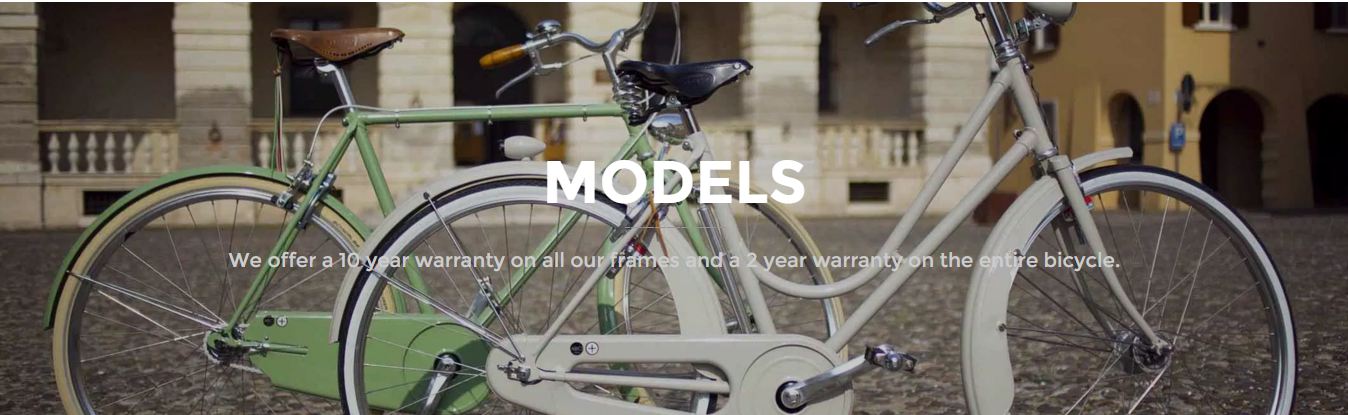 MODELS
We offer a 10 year warranty on all our frames and a 2 year warranty on the entire bicycle.